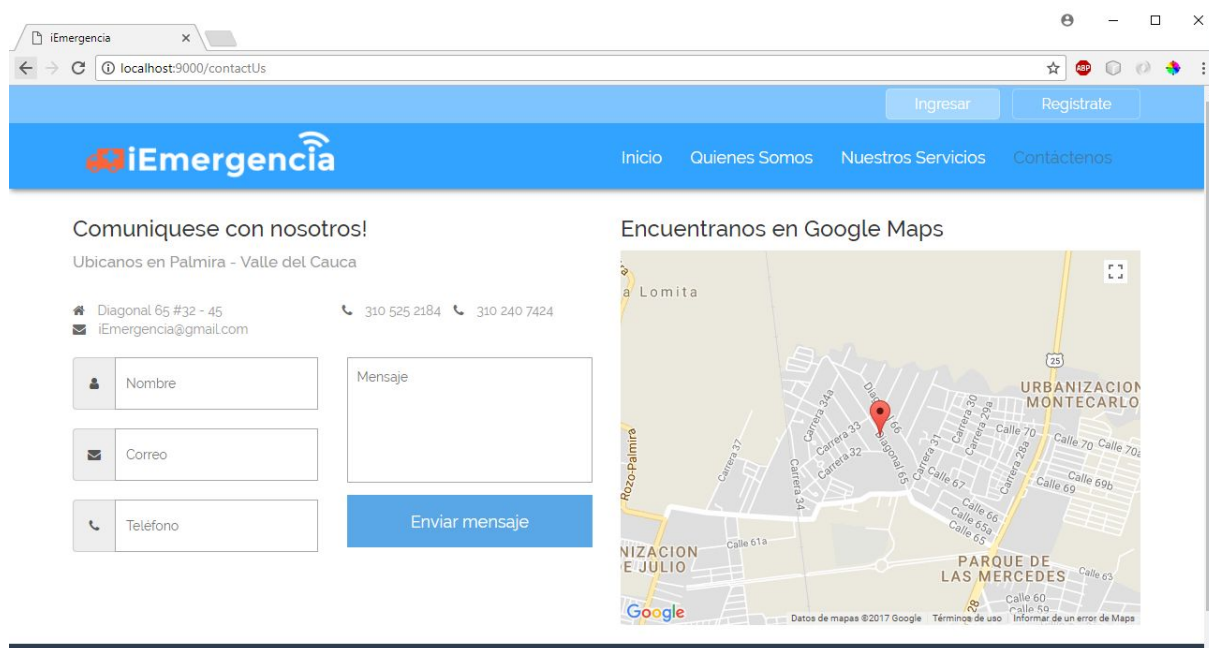 iEmergencia
localhost:9000/contactUs
ABP
Ingresar
Registrate
iEmergencia
Inicio
Quienes Somos
Nuestros Servicios
Contáctenos
Comuniquese con nosotros!
Ubicanos en Palmira - Valle del Cauca
Diagonal 65 #32 - 45
310 525 2184
310 240 7424
iEmergencia@gmail.com
Nombre
Correo
Teléfono
Mensaje
Enviar mensaje
Encuentranos en Google Maps
a Lomita
25
URBANIZACION
MONTECARLO
Diagonal 66
Carrera 34a
Carrera 33
Carrera32
Diagonal 65
Carrera 30
Carrera 29a
Carrera 31
Carrera 28a
Carrera 37
Carrera 34
Calle 70
Calle 70
Calle 70a
Calle 69b
Calle 69
Calle 67
Calle 66
Calle 65a
Calle 65
Rozo-Palmira
Calle 61a
NIZACION
E JULIO
PARQUE DE
LAS MERCEDES
Calle 63
Calle 60
Calle 59
28
Google
Datos de mapas ©2017 Google
Términos de uso
Informar de un error de Maps